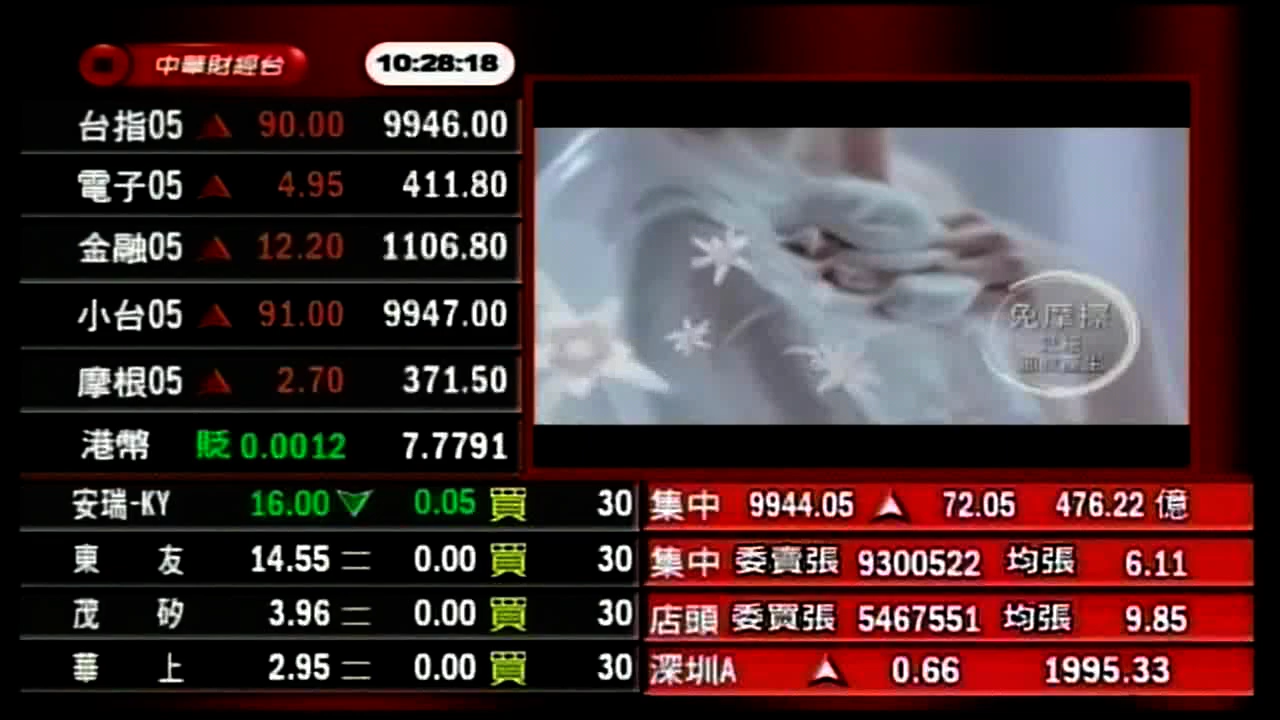 中華財經台 10:28:18
台指05 ▲ 90.00 9946.00
電子05 ▲ 4.95 411.80
金融05 ▲ 12.20 1106.80
小台05 ▲ 91.00 9947.00
摩根05 ▲ 2.70 371.50
港幣 貶 0.0012 7.7791
安瑞-KY 16.00 ▽ 0.05 買 30
東友 14.55 = 0.00 買 30
茂矽 3.96 = 0.00 買 30
華上 2.95 = 0.00 買 30
免摩擦
集中 9944.05 ▲ 72.05 476.22 億
集中 委賣張 9300522 均張 6.11
店頭 委買張 5467551 均張 9.85
深圳A ▲ 0.66 1995.33